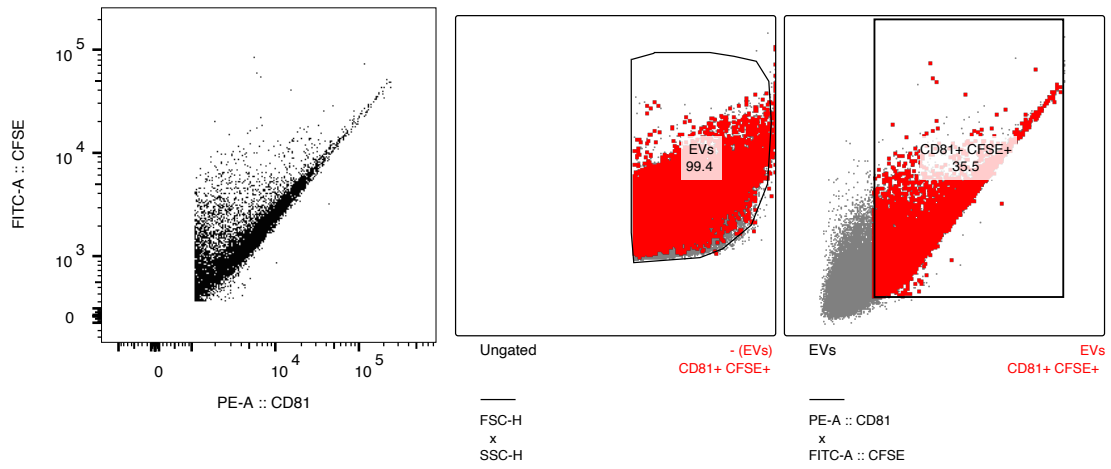 10^5
10^4
10^3
0
FITC-A :: CFSE
0
10^4
10^5
PE-A :: CD81
EVs
99.4
Ungated
- (EVs)
CD81+ CFSE+
FSC-H
x
SSC-H
CD81+ CFSE+
35.5
EVs
EVs
CD81+ CFSE+
PE-A :: CD81
x
FITC-A :: CFSE